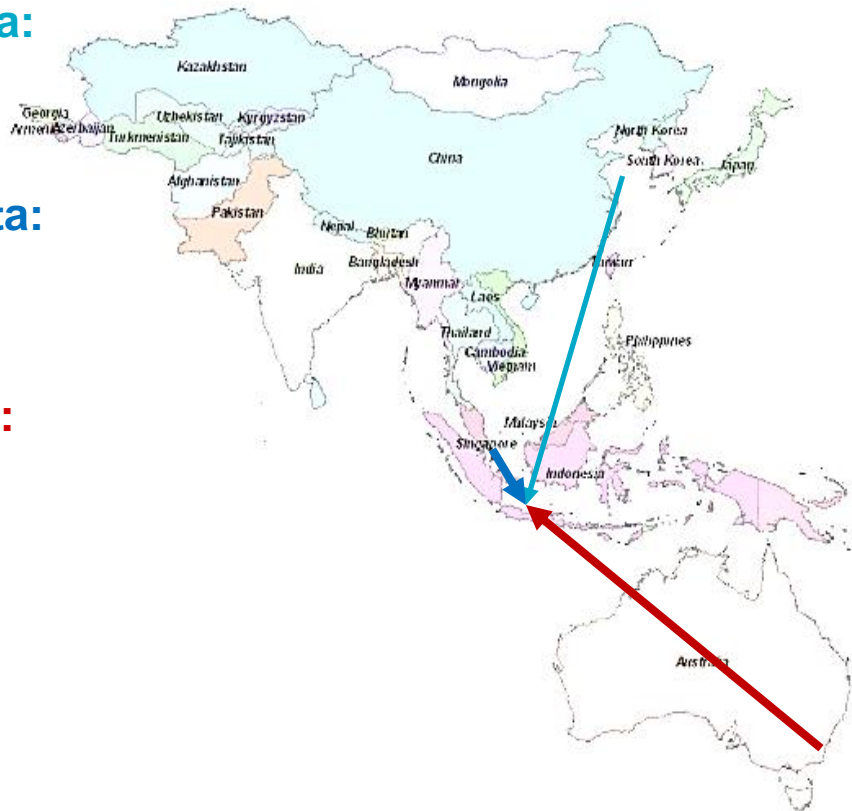 a:
Kazakhstan
Mongolia
Georgia
Armenia
Azerbaijan
Uzbekistan
Kyrgyzstan
Turkmenistan
Tajikistan
North Korea
South Korea
Japan
China
Afghanistan
Pakistan
ta:
Nepal
Bhutan
India
Bangladesh
Taiwan
Myanmar
Laos
Thailand
Philippines
Cambodia
Vietnam
:
Malaysia
Singapore
Indonesia
Australia